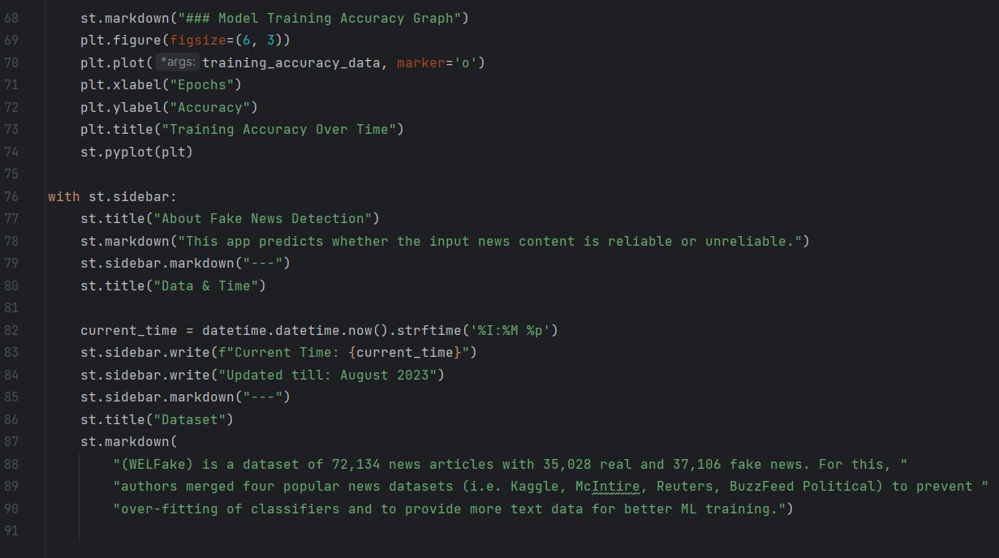 68 st.markdown("### Model Training Accuracy Graph")
69 plt.figure(figsize=(6, 3))
70 plt.plot( *args: training_accuracy_data, marker='o')
71 plt.xlabel("Epochs")
72 plt.ylabel("Accuracy")
73 plt.title("Training Accuracy Over Time")
74 st.pyplot(plt)
75
76 with st.sidebar:
77 st.title("About Fake News Detection")
78 st.markdown("This app predicts whether the input news content is reliable or unreliable.")
79 st.sidebar.markdown("---")
80 st.title("Data & Time")
81
82 current_time = datetime.datetime.now().strftime('%I:%M %p')
83 st.sidebar.write(f"Current Time: {current_time}")
84 st.sidebar.write("Updated till: August 2023")
85 st.sidebar.markdown("---")
86 st.title("Dataset")
87 st.markdown(
88 "(WELFake) is a dataset of 72,134 news articles with 35,028 real and 37,106 fake news. For this, "
89 "authors merged four popular news datasets (i.e. Kaggle, McIntire, Reuters, BuzzFeed Political) to prevent "
90 "over-fitting of classifiers and to provide more text data for better ML training.")
91